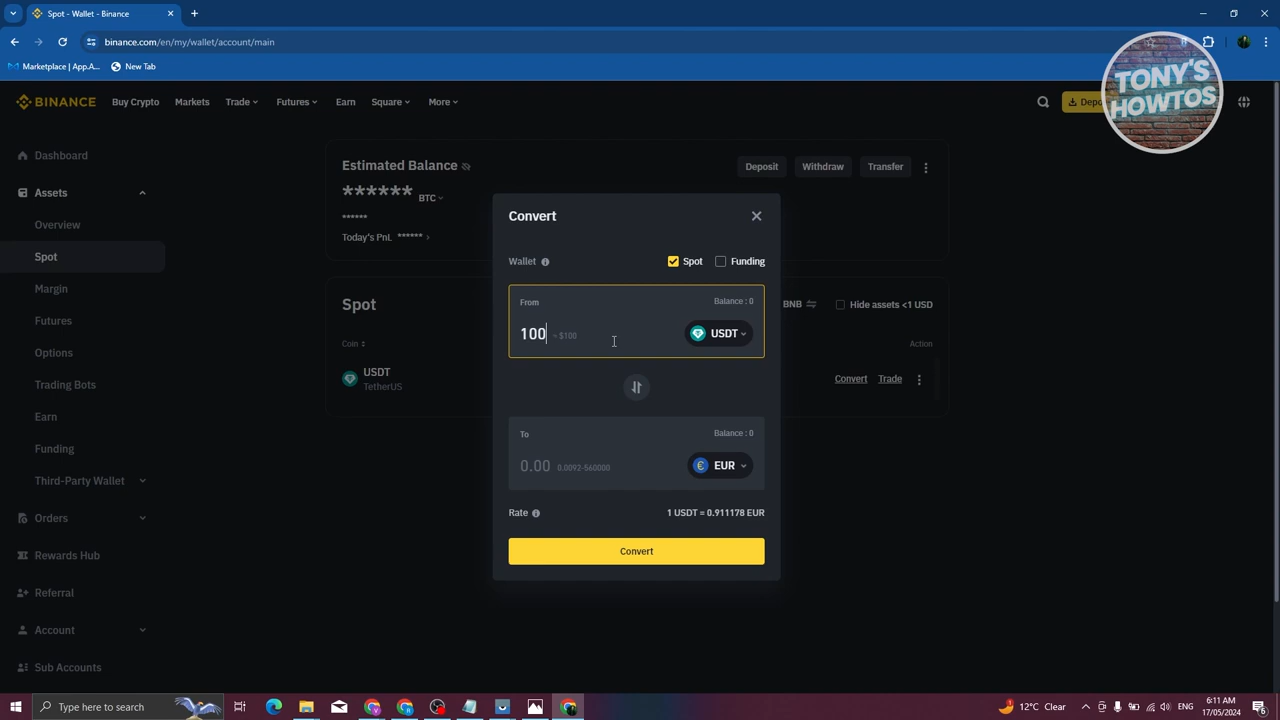 Spot - Wallet - Binance
binance.com/en/my/wallet/account/main
Marketplace | App.A...
New Tab
TONY'S
HOWTOS
BINANCE
Buy Crypto
Markets
Trade
Futures
Earn
Square
More
Dashboard
Assets
Overview
Spot
Margin
Futures
Options
Trading Bots
Earn
Funding
Third-Party Wallet
Orders
Rewards Hub
Referral
Account
Sub Accounts
Estimated Balance
****** BTC
******
Today's PnL ******
Deposit
Withdraw
Transfer
Spot
BNB
Hide assets <1 USD
Coin
Action
USDT
TetherUS
Convert
Trade
Convert
Wallet
Spot
Funding
From
Balance : 0
100 ≈ $100
USDT
To
Balance : 0
0.00 0.0092-560000
EUR
Rate
1 USDT = 0.911178 EUR
Convert
Type here to search
12°C Clear
ENG
6:11 AM
17/05/2024